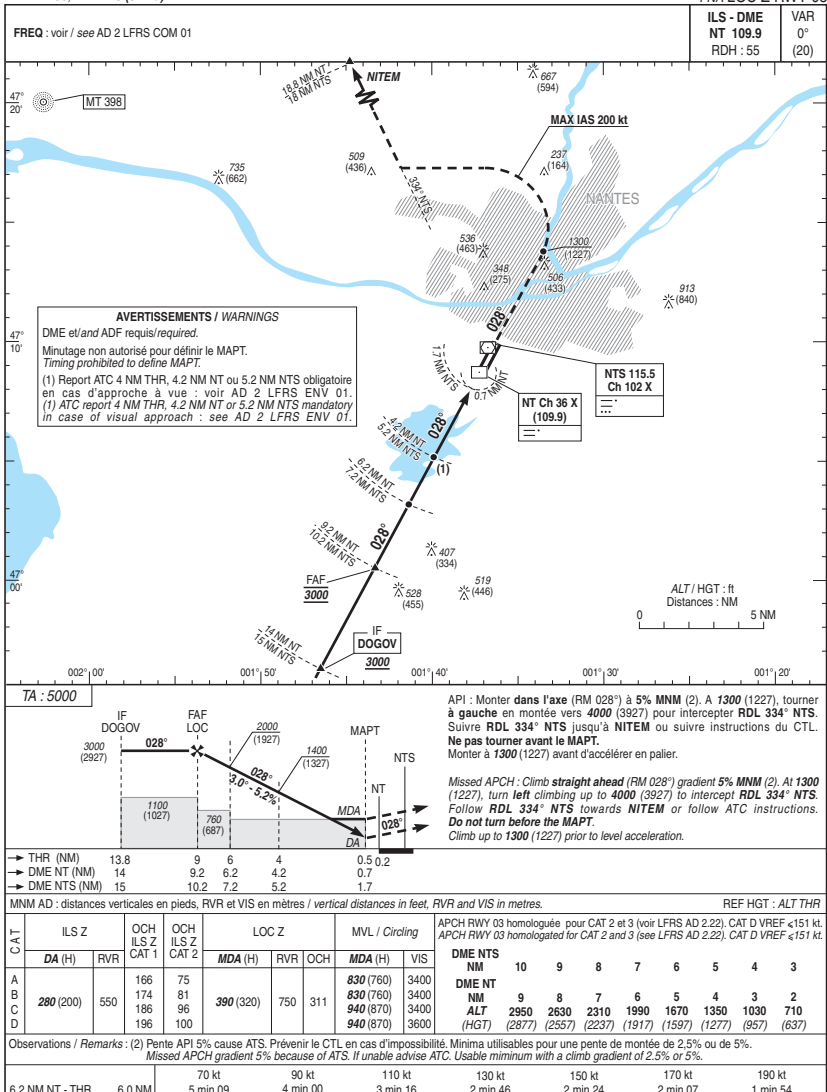 FREQ : voir / see AD 2 LFRS COM 01
ILS - DME
NT 109.9
RDH : 55
VAR
0°
(20)
18.8 NM NT
18 NM NTS
NITEM
667
(594)
47°
20'
MT 398
MAX IAS 200 kt
509
(436)
237
(164)
735
(662)
334° NTS
NANTES
536
(463)
1300
(1227)
348
(275)
506
(433)
913
(840)
AVERTISSEMENTS / WARNINGS
DME et/and ADF requis/required.
Minutage non autorisé pour définir le MAPT.
Timing prohibited to define MAPT.
(1) Report ATC 4 NM THR, 4.2 NM NT ou 5.2 NM NTS obligatoire
en cas d'approche à vue : voir AD 2 LFRS ENV 01.
(1) ATC report 4 NM THR, 4.2 NM NT or 5.2 NM NTS mandatory
in case of visual approach : see AD 2 LFRS ENV 01.
47°
10'
028°
1.7 NM NTS
0.7 NM NT
NTS 115.5
Ch 102 X
NT Ch 36 X
(109.9)
028°
4.2 NM NT
5.2 NM NTS
(1)
6.2 NM NT
7.2 NM NTS
028°
9.2 NM NT
10.2 NM NTS
407
(334)
47°
00'
FAF
3000
528
(455)
519
(446)
ALT / HGT : ft
Distances : NM
0 5 NM
14 NM NT
15 NM NTS
IF
DOGOV
3000
002° 00' 001° 50' 001° 40' 001° 30' 001° 20'
TA : 5000
IF
DOGOV
FAF
LOC
3000
(2927)
028°
2000
(1927)
1400
(1327)
MAPT
NTS
NT
028°
3.0° - 5.2%
1100
(1027)
760
(687)
MDA
DA
028°
API : Monter dans l'axe (RM 028°) à 5% MNM (2). A 1300 (1227), tourner
à gauche en montée vers 4000 (3927) pour intercepter RDL 334° NTS.
Suivre RDL 334° NTS jusqu'à NITEM ou suivre instructions du CTL.
Ne pas tourner avant le MAPT.
Monter à 1300 (1227) avant d'accélérer en palier.
Missed APCH : Climb straight ahead (RM 028°) gradient 5% MNM (2). At 1300
(1227), turn left climbing up to 4000 (3927) to intercept RDL 334° NTS.
Follow RDL 334° NTS towards NITEM or follow ATC instructions.
Do not turn before the MAPT.
Climb up to 1300 (1227) prior to level acceleration.
THR (NM) 13.8 9 6 4 0.5 0.2
DME NT (NM) 14 9.2 6.2 4.2 0.7
DME NTS (NM) 15 10.2 7.2 5.2 1.7
MNM AD : distances verticales en pieds, RVR et VIS en mètres / vertical distances in feet, RVR and VIS in metres. REF HGT : ALT THR
CAT ILS Z OCH ILS Z CAT 1 OCH ILS Z CAT 2 LOC Z MVL / Circling
DA (H) RVR MDA (H) RVR OCH MDA (H) VIS
A 166 75 830 (760) 3400
B 174 81 830 (760) 3400
280 (200) 550 390 (320) 750 311
C 186 96 940 (870) 3400
D 196 100 940 (870) 3600
APCH RWY 03 homologuée pour CAT 2 et 3 (voir LFRS AD 2.22). CAT D VREF ⩽151 kt.
APCH RWY 03 homologated for CAT 2 and 3 (see LFRS AD 2.22). CAT D VREF ⩽151 kt.
DME NTS
NM 10 9 8 7 6 5 4 3
DME NT
NM 9 8 7 6 5 4 3 2
ALT 2950 2630 2310 1990 1670 1350 1030 710
(HGT) (2877) (2557) (2237) (1917) (1597) (1277) (957) (637)
Observations / Remarks : (2) Pente API 5% cause ATS. Prévenir le CTL en cas d'impossibilité. Minima utilisables pour une pente de montée de 2,5% ou de 5%.
Missed APCH gradient 5% because of ATS. If unable advise ATC. Usable miminum with a climb gradient of 2.5% or 5%.
70 kt 90 kt 110 kt 130 kt 150 kt 170 kt 190 kt
6.2 NM NT - THR 6.0 NM 5 min 09 4 min 00 3 min 16 2 min 46 2 min 24 2 min 07 1 min 54